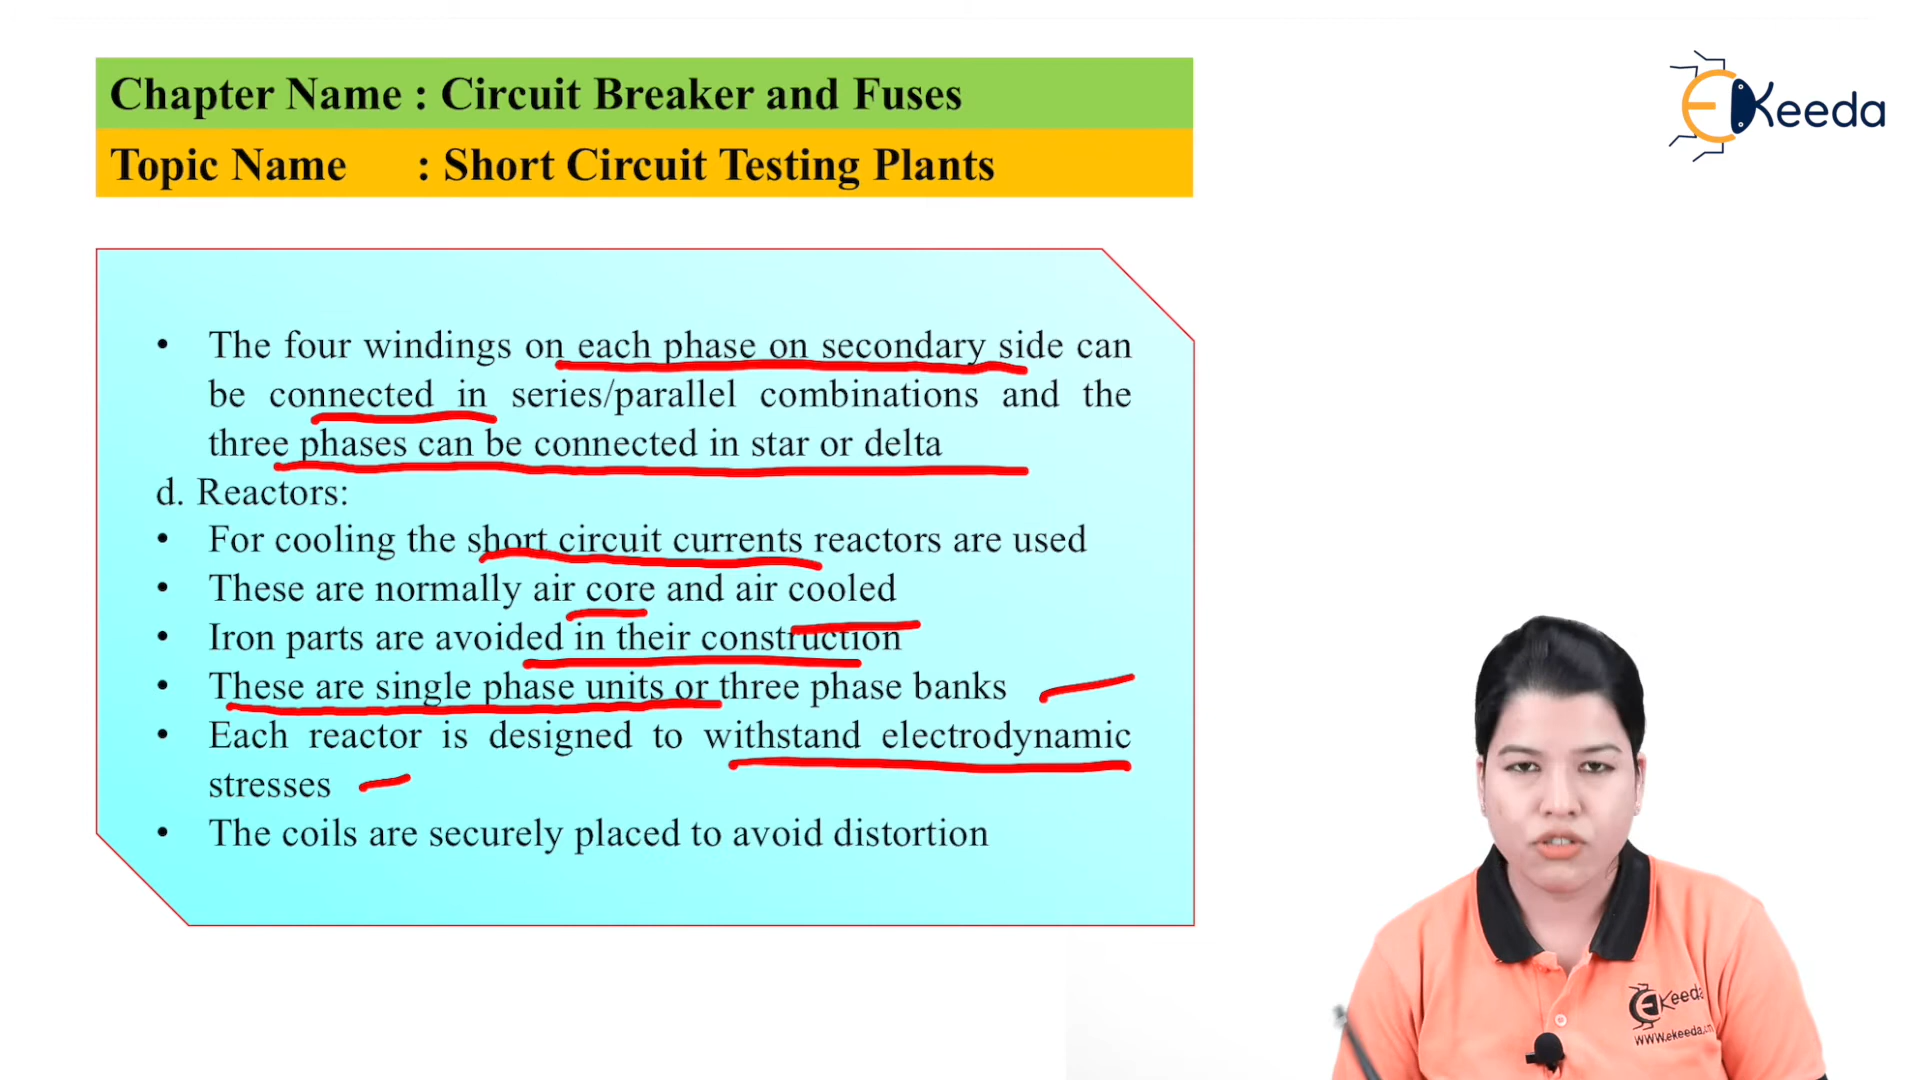 Chapter Name : Circuit Breaker and Fuses
Topic Name : Short Circuit Testing Plants
EKeeda
• The four windings on each phase on secondary side can
be connected in series/parallel combinations and the
three phases can be connected in star or delta
d. Reactors:
• For cooling the short circuit currents reactors are used
• These are normally air core and air cooled
• Iron parts are avoided in their construction
• These are single phase units or three phase banks
• Each reactor is designed to withstand electrodynamic
stresses
• The coils are securely placed to avoid distortion
EKeeda